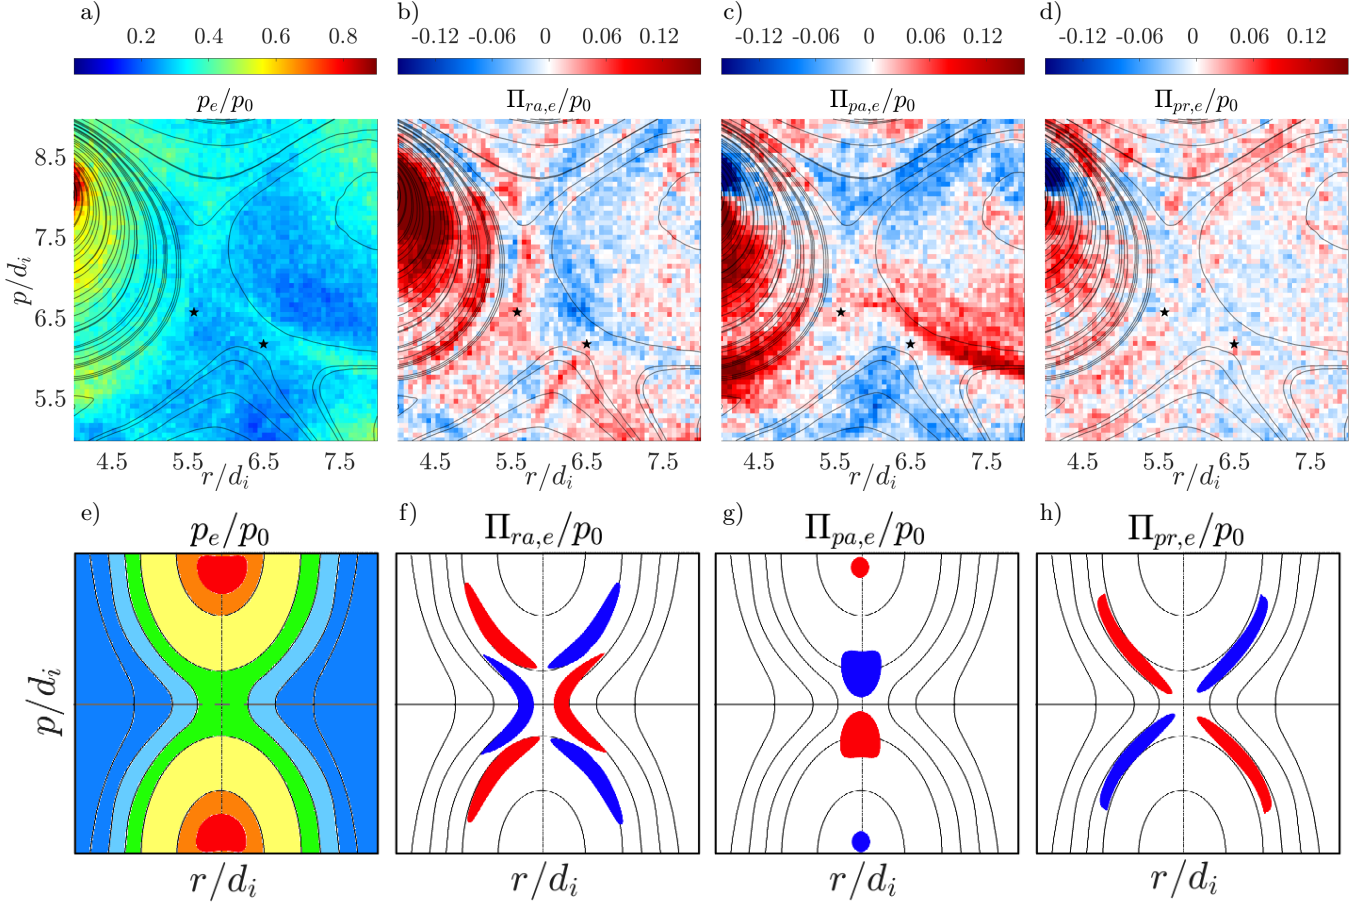 a) b) c) d)
0.2 0.4 0.6 0.8 -0.12 -0.06 0 0.06 0.12 -0.12 -0.06 0 0.06 0.12 -0.12 -0.06 0 0.06 0.12
p_e/p_0 Π_{ra,e}/p_0 Π_{pa,e}/p_0 Π_{pr,e}/p_0
8.5
7.5
6.5
5.5
p/d_i
4.5 5.5 6.5 7.5 4.5 5.5 6.5 7.5 4.5 5.5 6.5 7.5 4.5 5.5 6.5 7.5
r/d_i r/d_i r/d_i r/d_i
e) f) g) h)
p_e/p_0 Π_{ra,e}/p_0 Π_{pa,e}/p_0 Π_{pr,e}/p_0
p/d_i
r/d_i r/d_i r/d_i r/d_i